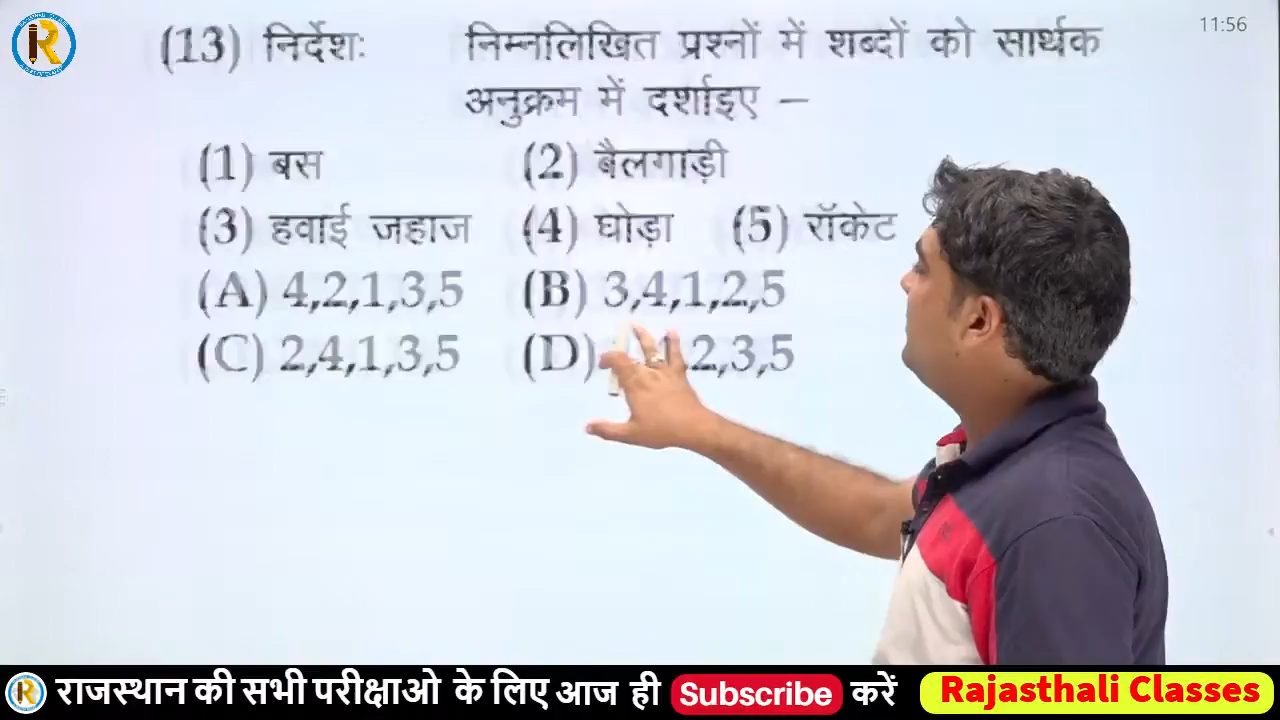 11:56
(13) निर्देशः निम्नलिखित प्रश्नों में शब्दों को सार्थक
अनुक्रम में दर्शाइए –
(1) बस (2) बैलगाड़ी
(3) हवाई जहाज (4) घोड़ा (5) रॉकेट
(A) 4,2,1,3,5 (B) 3,4,1,2,5
(C) 2,4,1,3,5 (D) 2,3,5
राजस्थान की सभी परीक्षाओ के लिए आज ही Subscribe करें Rajasthali Classes